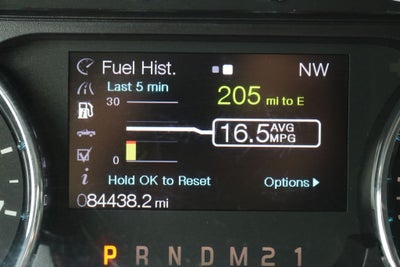 Fuel Hist. NW
Last 5 min
30
205 mi to E
16.5 AVG MPG
0
Hold OK to Reset Options
084438.2 mi
P R N D M 2 1